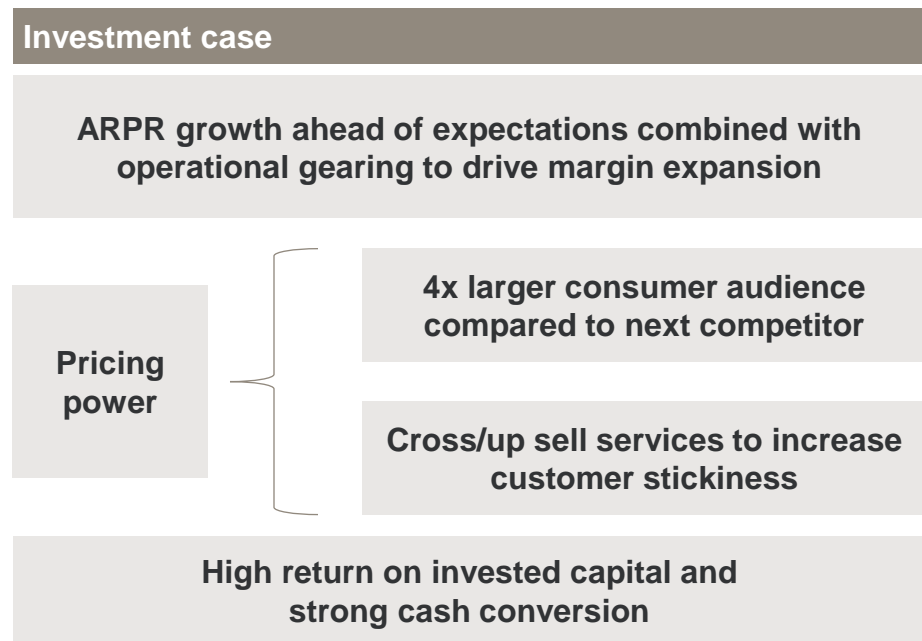 Investment case
ARPR growth ahead of expectations combined with
operational gearing to drive margin expansion
Pricing
power
4x larger consumer audience
compared to next competitor
Cross/up sell services to increase
customer stickiness
High return on invested capital and
strong cash conversion